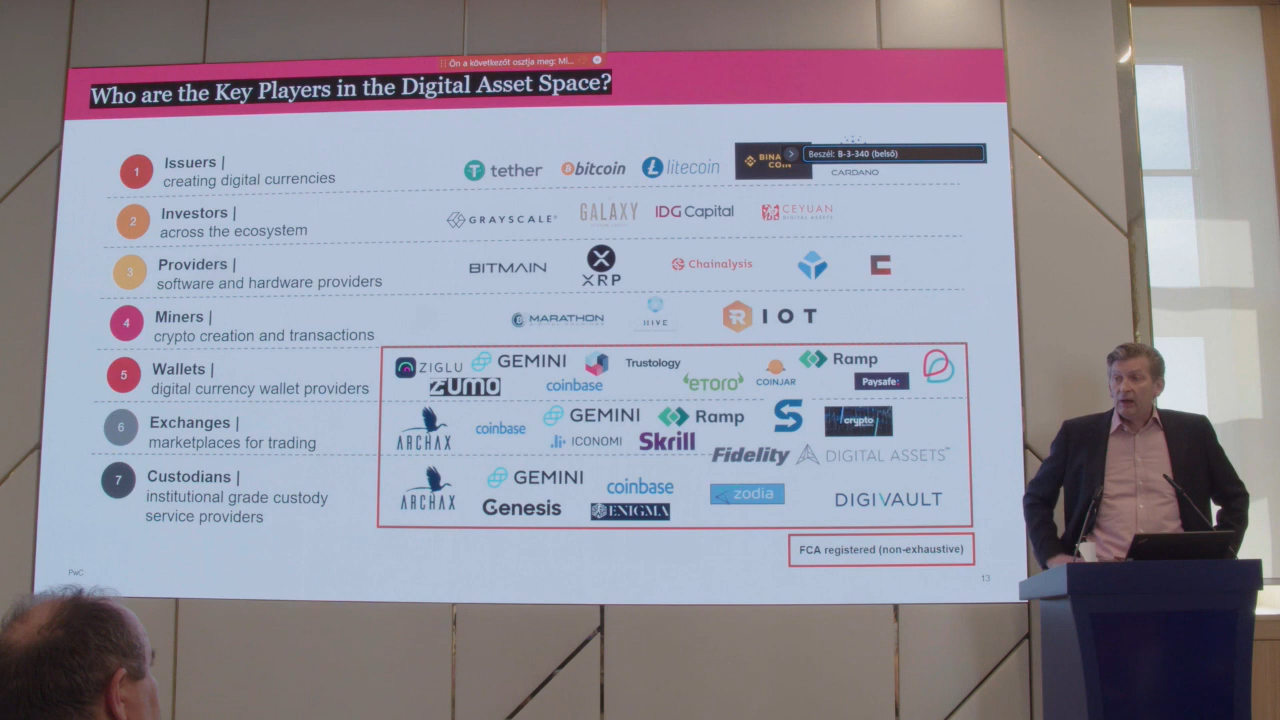 Ön a következőt osztja meg: Mi...
Who are the Key Players in the Digital Asset Space?
1
Issuers |
creating digital currencies
tether
bitcoin
litecoin
BINA
COIN
Beszél: B-3-340 (belső)
CARDANO
2
Investors |
across the ecosystem
GRAYSCALE
GALAXY
IDG Capital
CEYUAN
DIGITAL ASSETS
3
Providers |
software and hardware providers
BITMAIN
XRP
Chainalysis
4
Miners |
crypto creation and transactions
MARATHON
HIVE
RIOT
5
Wallets |
digital currency wallet providers
ZIGLU
GEMINI
Trustology
Ramp
ZUMO
coinbase
eTORO
COINJAR
Paysafe:
6
Exchanges |
marketplaces for trading
ARCHAX
coinbase
GEMINI
Ramp
crypto
ICONOMI
Skrill
Fidelity DIGITAL ASSETS℠
7
Custodians |
institutional grade custody
service providers
ARCHAX
GEMINI
coinbase
zodia
DIGIVAULT
Genesis
ENIGMA
FCA registered (non-exhaustive)
PwC
13